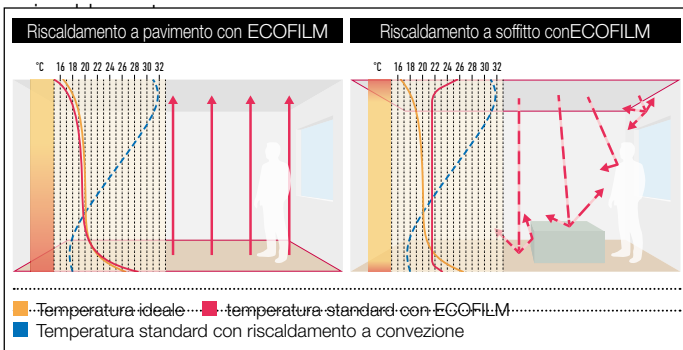 Riscaldamento a pavimento con ECOFILM
Riscaldamento a soffitto conECOFILM
°C 16 18 20 22 24 26 28 30 32
°C 16 18 20 22 24 26 28 30 32
Temperatura ideale temperatura standard con ECOFILM
Temperatura standard con riscaldamento a convezione